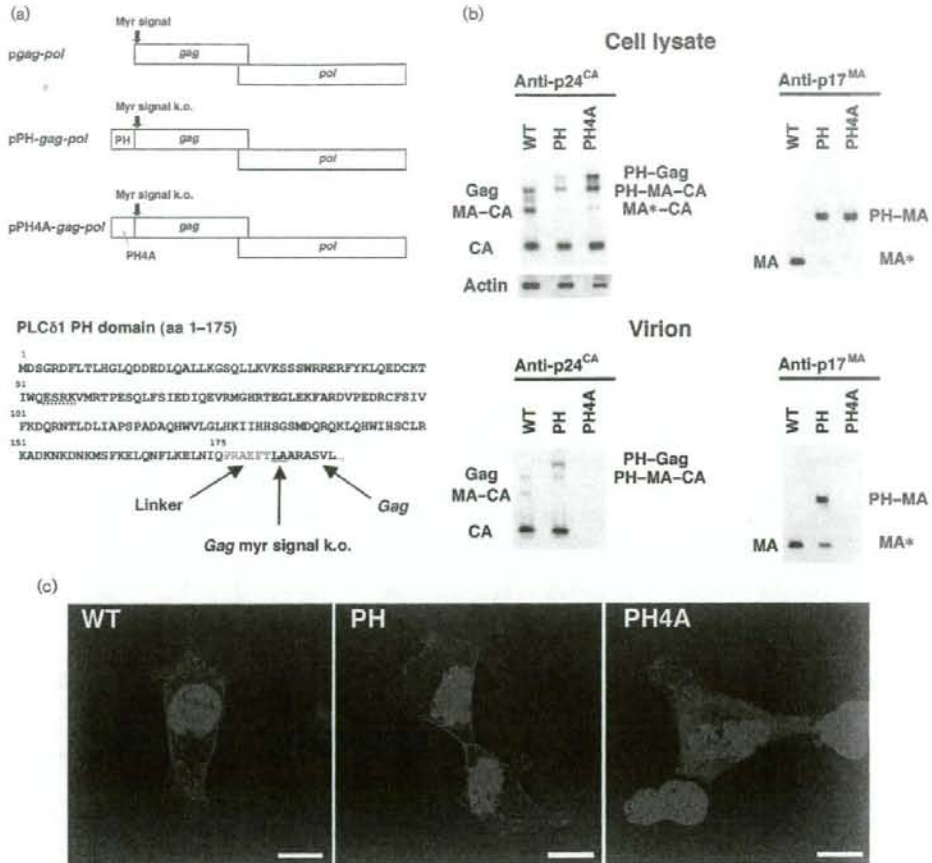 (a)
Myr signal
pgag-pol
gag
pol
Myr signal k.o.
pPH-gag-pol
PH
gag
pol
Myr signal k.o.
pPH4A-gag-pol
gag
pol
PH4A
PLCδ1 PH domain (aa 1–175)
1
MDSGRDFLTLHGLQDDEDLQALLKGSQLLKVKSSSWRRERFYKLQEDCKT
51
IWQESRKVMRTPESQLFSIEDIQEVRMGHRTEGLEKFARDVPEDRCFSIV
101
FKDQRNTLDLIAPSPADAQHWVLGLHKIIHHSGSMDQRQKLQHWIHSCLR
151
175
KADKNKDNKMSFKELQNFLKELNIQPRAEFTLAARASVL...
Linker
Gag
Gag myr signal k.o.
(b)
Cell lysate
Anti-p24CA
Anti-p17MA
WT
PH
PH4A
WT
PH
PH4A
Gag
MA–CA
CA
Actin
PH–Gag
PH–MA–CA
MA*–CA
MA
PH–MA
MA*
Virion
Anti-p24CA
Anti-p17MA
WT
PH
PH4A
WT
PH
PH4A
Gag
MA–CA
CA
PH–Gag
PH–MA–CA
MA
PH–MA
MA*
(c)
WT
PH
PH4A